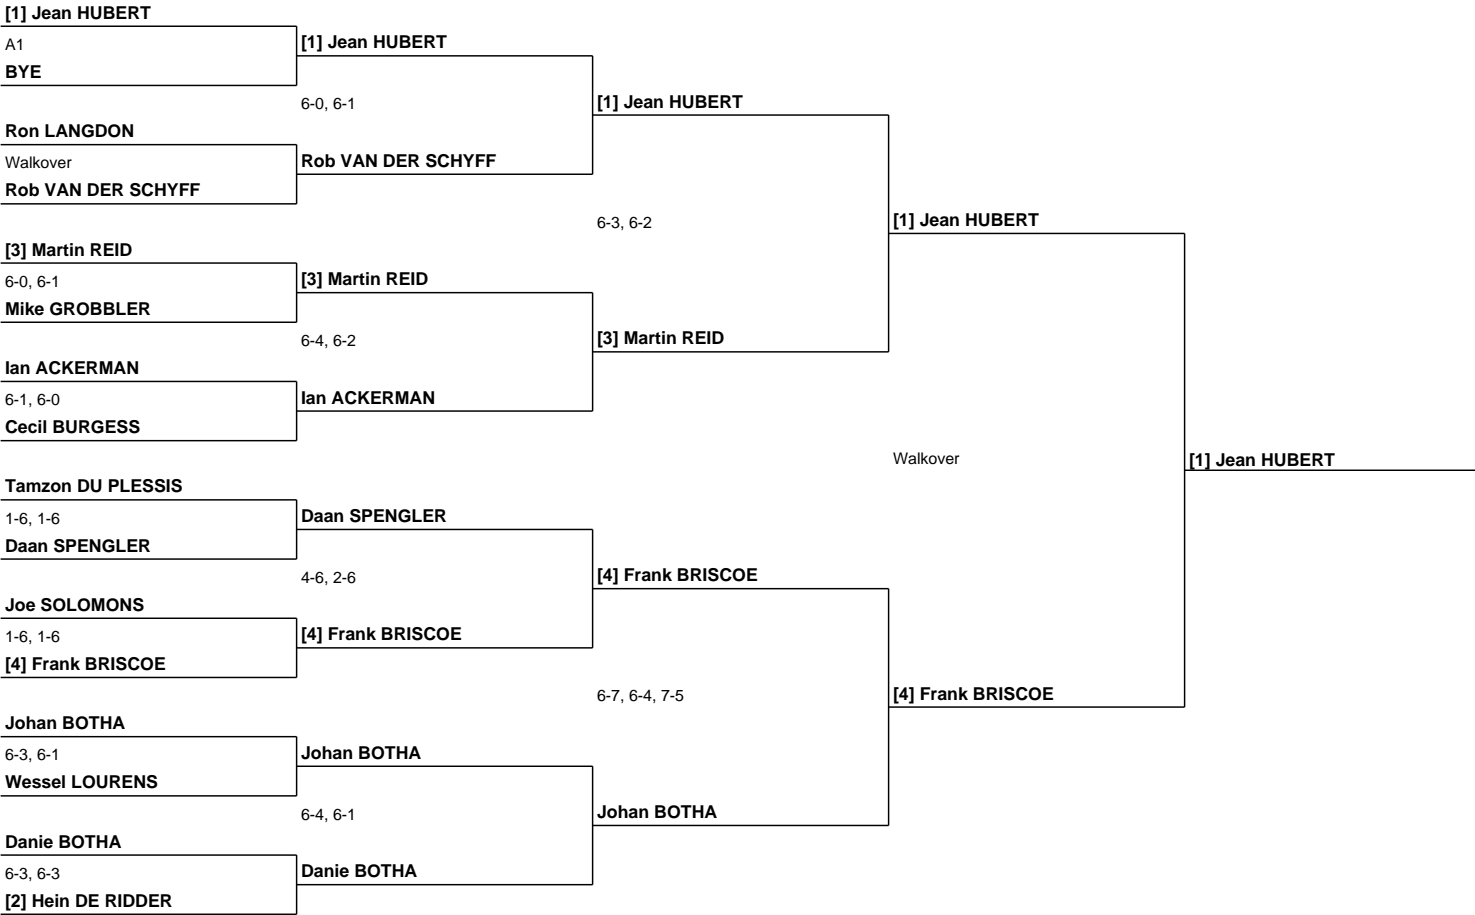 [1] Jean HUBERT
A1
BYE
Ron LANGDON
Walkover
Rob VAN DER SCHYFF
[3] Martin REID
6-0, 6-1
Mike GROBBLER
Ian ACKERMAN
6-1, 6-0
Cecil BURGESS
Tamzon DU PLESSIS
1-6, 1-6
Daan SPENGLER
Joe SOLOMONS
1-6, 1-6
[4] Frank BRISCOE
Johan BOTHA
6-3, 6-1
Wessel LOURENS
Danie BOTHA
6-3, 6-3
[2] Hein DE RIDDER
[1] Jean HUBERT
6-0, 6-1
Rob VAN DER SCHYFF
[3] Martin REID
6-4, 6-2
Ian ACKERMAN
Daan SPENGLER
4-6, 2-6
[4] Frank BRISCOE
Johan BOTHA
6-4, 6-1
Danie BOTHA
[1] Jean HUBERT
6-3, 6-2
[3] Martin REID
[4] Frank BRISCOE
6-7, 6-4, 7-5
Johan BOTHA
[1] Jean HUBERT
Walkover
[4] Frank BRISCOE
[1] Jean HUBERT